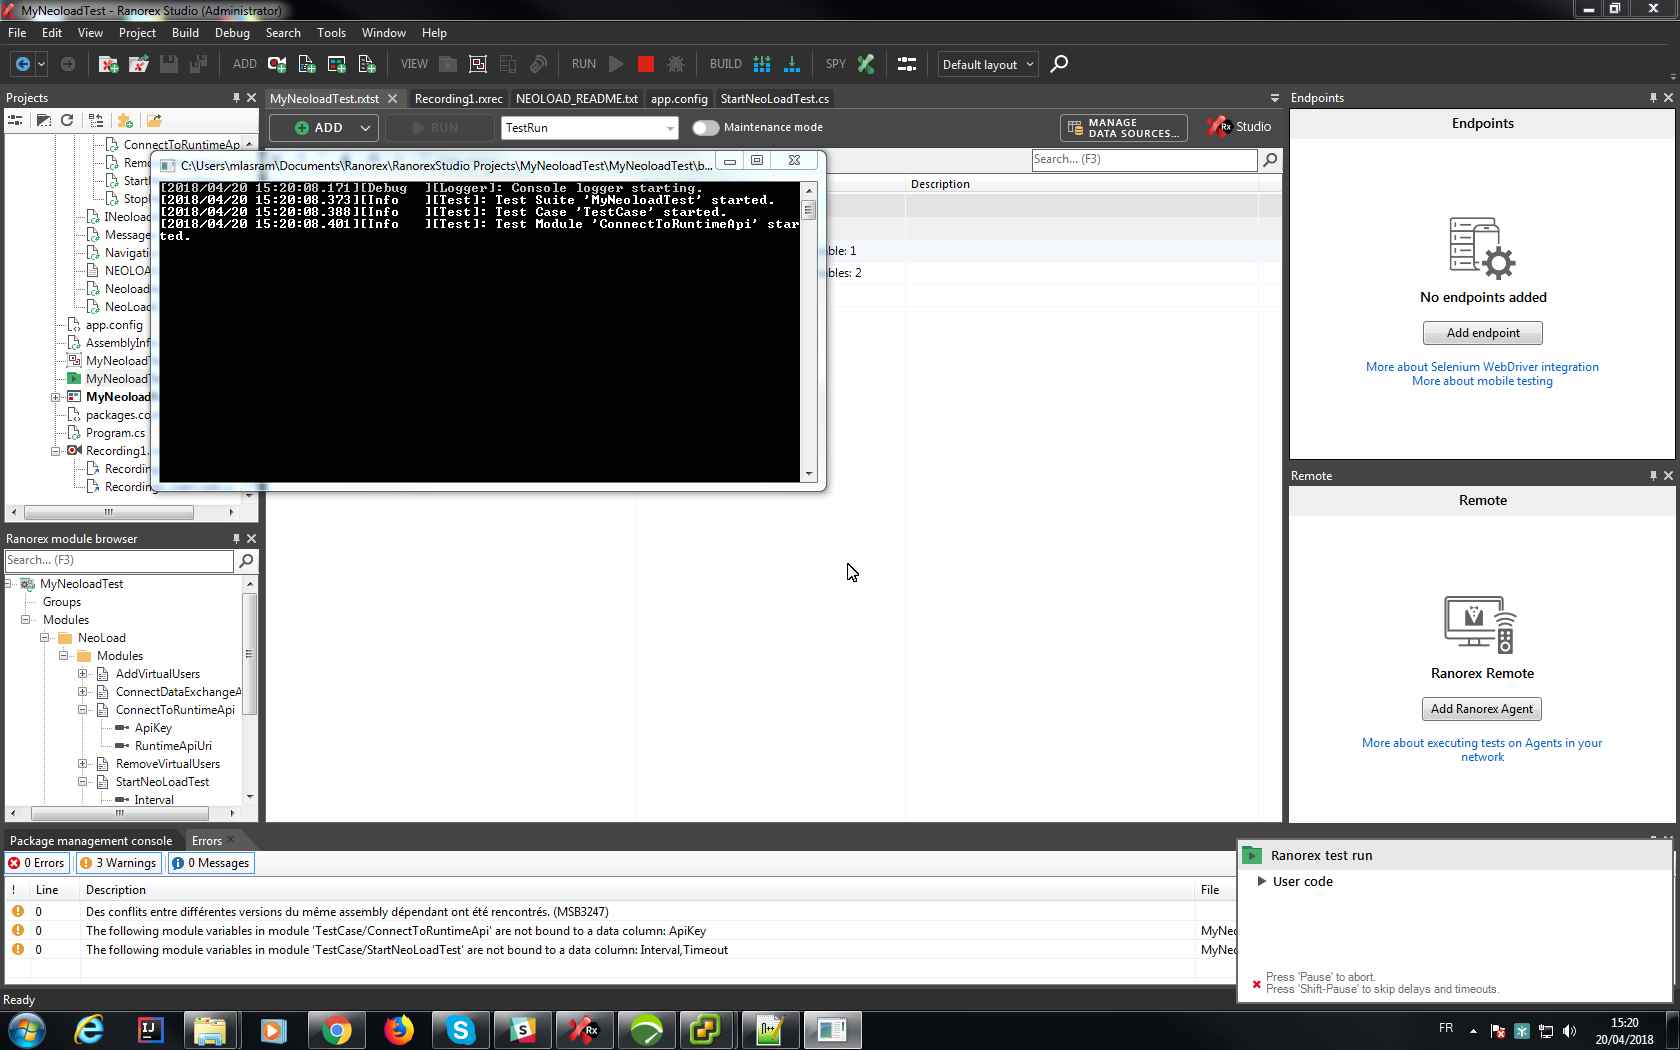 MyNeoloadTest - Ranorex Studio (Administrator)
File Edit View Project Build Debug Search Tools Window Help
ADD VIEW RUN BUILD SPY Default layout
Projects
ConnectToRuntimeAp
Rem
Start
Stop
INeoload
Message
Navigati
NEOLOA
Neoload
NeoLoad
app.config
AssemblyInf
MyNeoload
MyNeoload
MyNeoload
packages.co
Program.cs
Recording1.
Recordin
Recording
MyNeoloadTest.rxtst Recording1.rxrec NEOLOAD_README.txt app.config StartNeoLoadTest.cs
ADD RUN TestRun Maintenance mode MANAGE DATA SOURCES... Rx Studio
Search... (F3)
Description
ble: 1
bles: 2
C:\Users\mlasram\Documents\Ranorex\RanorexStudio Projects\MyNeoloadTest\MyNeoloadTest\b...
[2018/04/20 15:20:08.171][Debug ][Logger]: Console logger starting.
[2018/04/20 15:20:08.373][Info ][Test]: Test Suite 'MyNeoloadTest' started.
[2018/04/20 15:20:08.388][Info ][Test]: Test Case 'TestCase' started.
[2018/04/20 15:20:08.401][Info ][Test]: Test Module 'ConnectToRuntimeApi' star
ted.
Endpoints
Endpoints
No endpoints added
Add endpoint
More about Selenium WebDriver integration
More about mobile testing
Remote
Remote
Ranorex Remote
Add Ranorex Agent
More about executing tests on Agents in your
network
Ranorex module browser
Search... (F3)
MyNeoloadTest
Groups
Modules
NeoLoad
Modules
AddVirtualUsers
ConnectDataExchangeA
ConnectToRuntimeApi
ApiKey
RuntimeApiUri
RemoveVirtualUsers
StartNeoLoadTest
Interval
Package management console Errors
0 Errors 3 Warnings 0 Messages
! Line Description File
0 Des conflits entre différentes versions du même assembly dépendant ont été rencontrés. (MSB3247)
0 The following module variables in module 'TestCase/ConnectToRuntimeApi' are not bound to a data column: ApiKey MyNeo
0 The following module variables in module 'TestCase/StartNeoLoadTest' are not bound to a data column: Interval,Timeout MyNeo
Ranorex test run
User code
Press 'Pause' to abort.
Press 'Shift-Pause' to skip delays and timeouts.
Ready
FR
15:20
20/04/2018